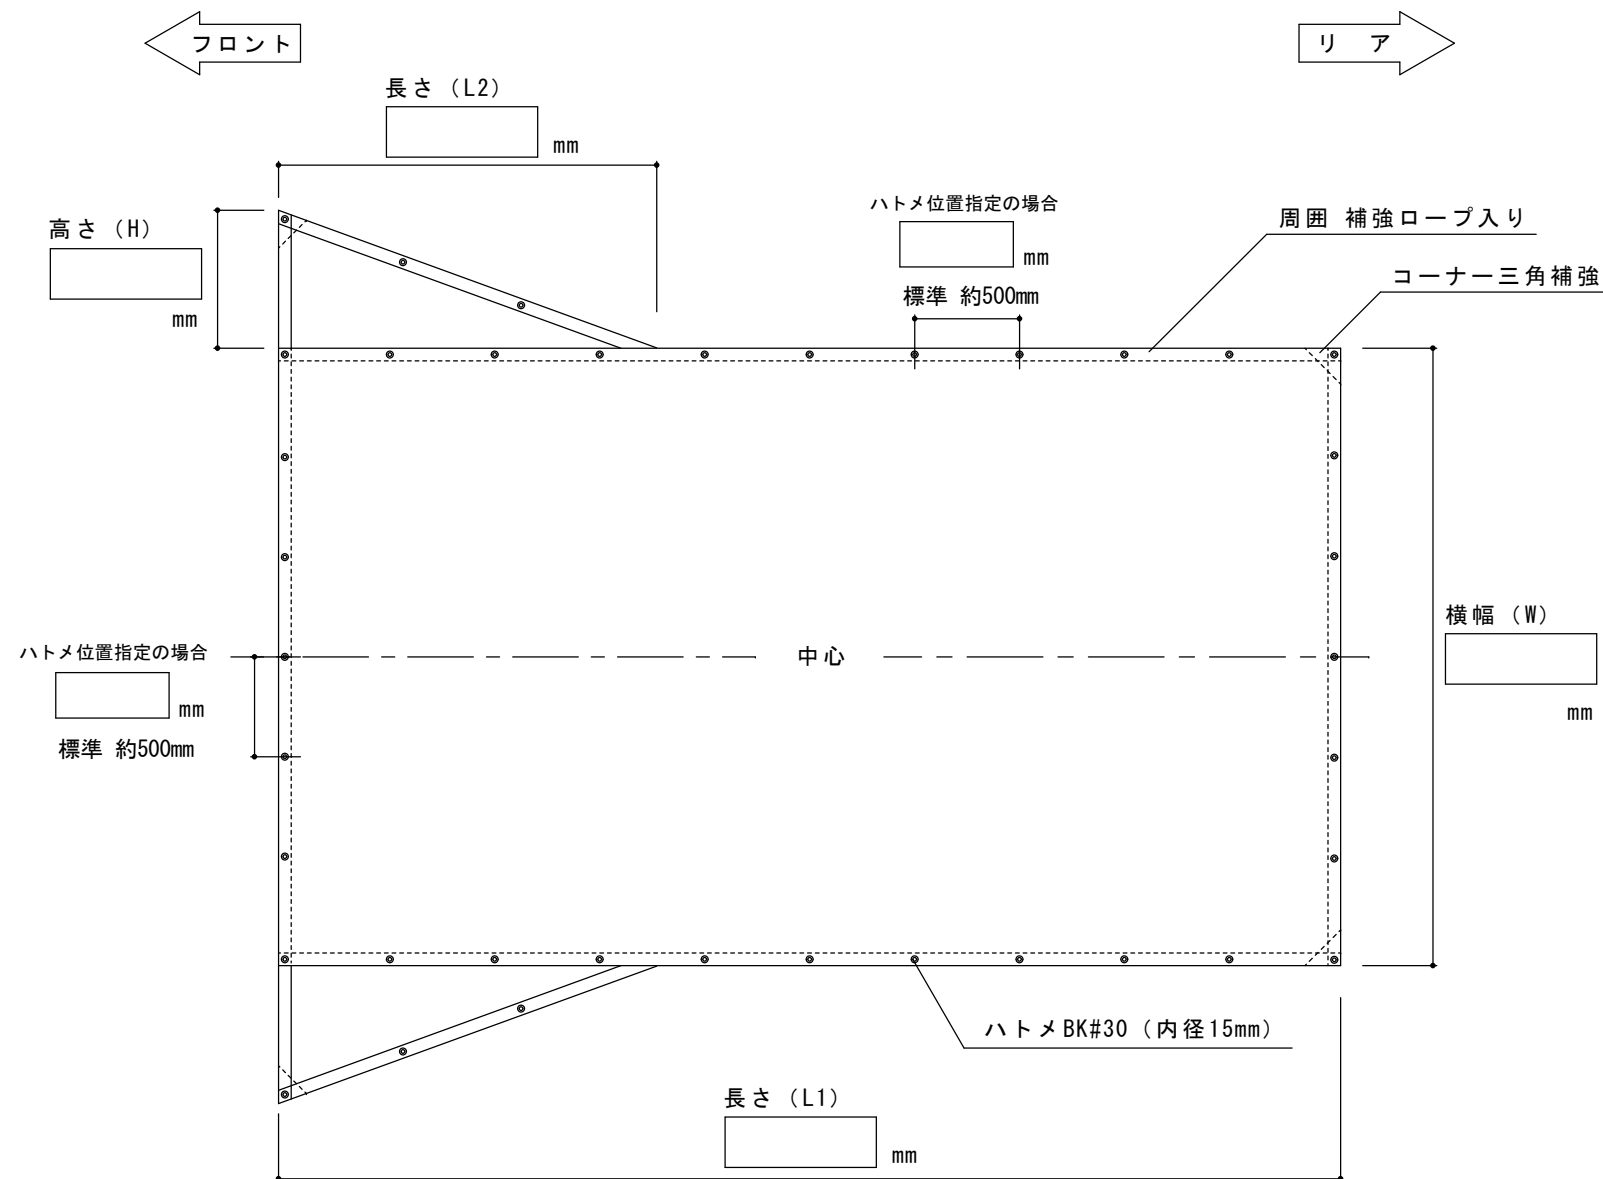 フロント
リ ア
長さ（L2）
mm
ハトメ位置指定の場合
mm
標準 約500mm
周囲 補強ロープ入り
コーナー三角補強
高さ（H）
mm
ハトメ位置指定の場合
mm
標準 約500mm
中心
横幅（W）
mm
ハトメBK#30（内径15mm）
長さ（L1）
mm